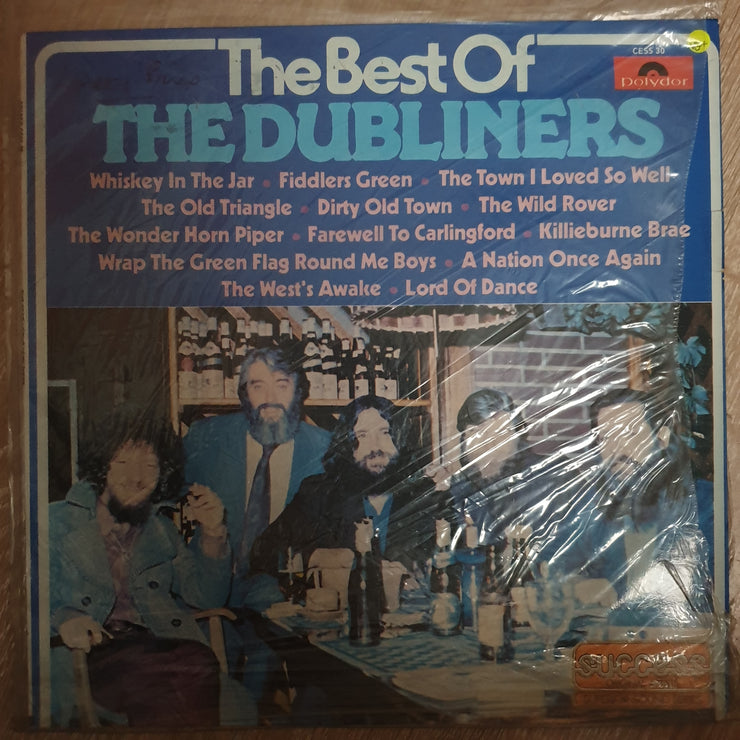 The Best Of
CESS 30
polydor
THE DUBLINERS
Whiskey In The Jar • Fiddlers Green • The Town I Loved So Well
The Old Triangle • Dirty Old Town • The Wild Rover
The Wonder Horn Piper • Farewell To Carlingford • Killieburne Brae
Wrap The Green Flag Round Me Boys • A Nation Once Again
The West's Awake • Lord Of Dance
SUCCESS